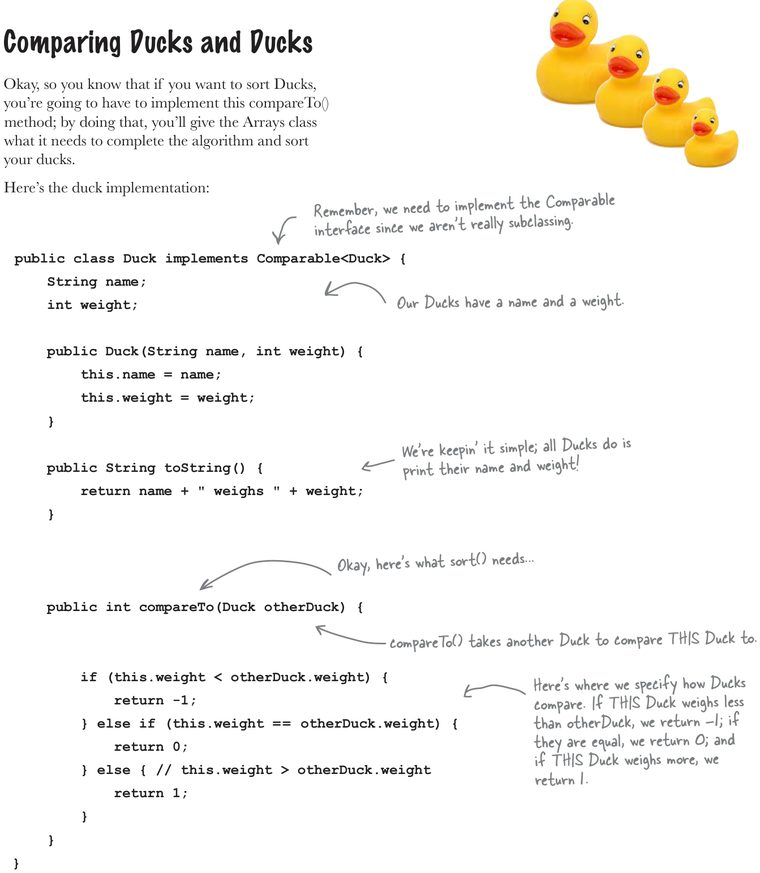 Comparing Ducks and Ducks
Okay, so you know that if you want to sort Ducks,
you're going to have to implement this compareTo()
method; by doing that, you'll give the Arrays class
what it needs to complete the algorithm and sort
your ducks.
Here's the duck implementation:
Remember, we need to implement the Comparable
interface since we aren't really subclassing.
public class Duck implements Comparable<Duck> {
    String name;
    int weight;
Our Ducks have a name and a weight.
    public Duck(String name, int weight) {
        this.name = name;
        this.weight = weight;
    }
We're keepin' it simple; all Ducks do is
print their name and weight!
    public String toString() {
        return name + " weighs " + weight;
    }
Okay, here's what sort() needs...
    public int compareTo(Duck otherDuck) {
compareTo() takes another Duck to compare THIS Duck to.
        if (this.weight < otherDuck.weight) {
            return -1;
        } else if (this.weight == otherDuck.weight) {
            return 0;
        } else { // this.weight > otherDuck.weight
            return 1;
        }
    }
}
Here's where we specify how Ducks
compare. If THIS Duck weighs less
than otherDuck, we return –1; if
they are equal, we return 0; and
if THIS Duck weighs more, we
return 1.